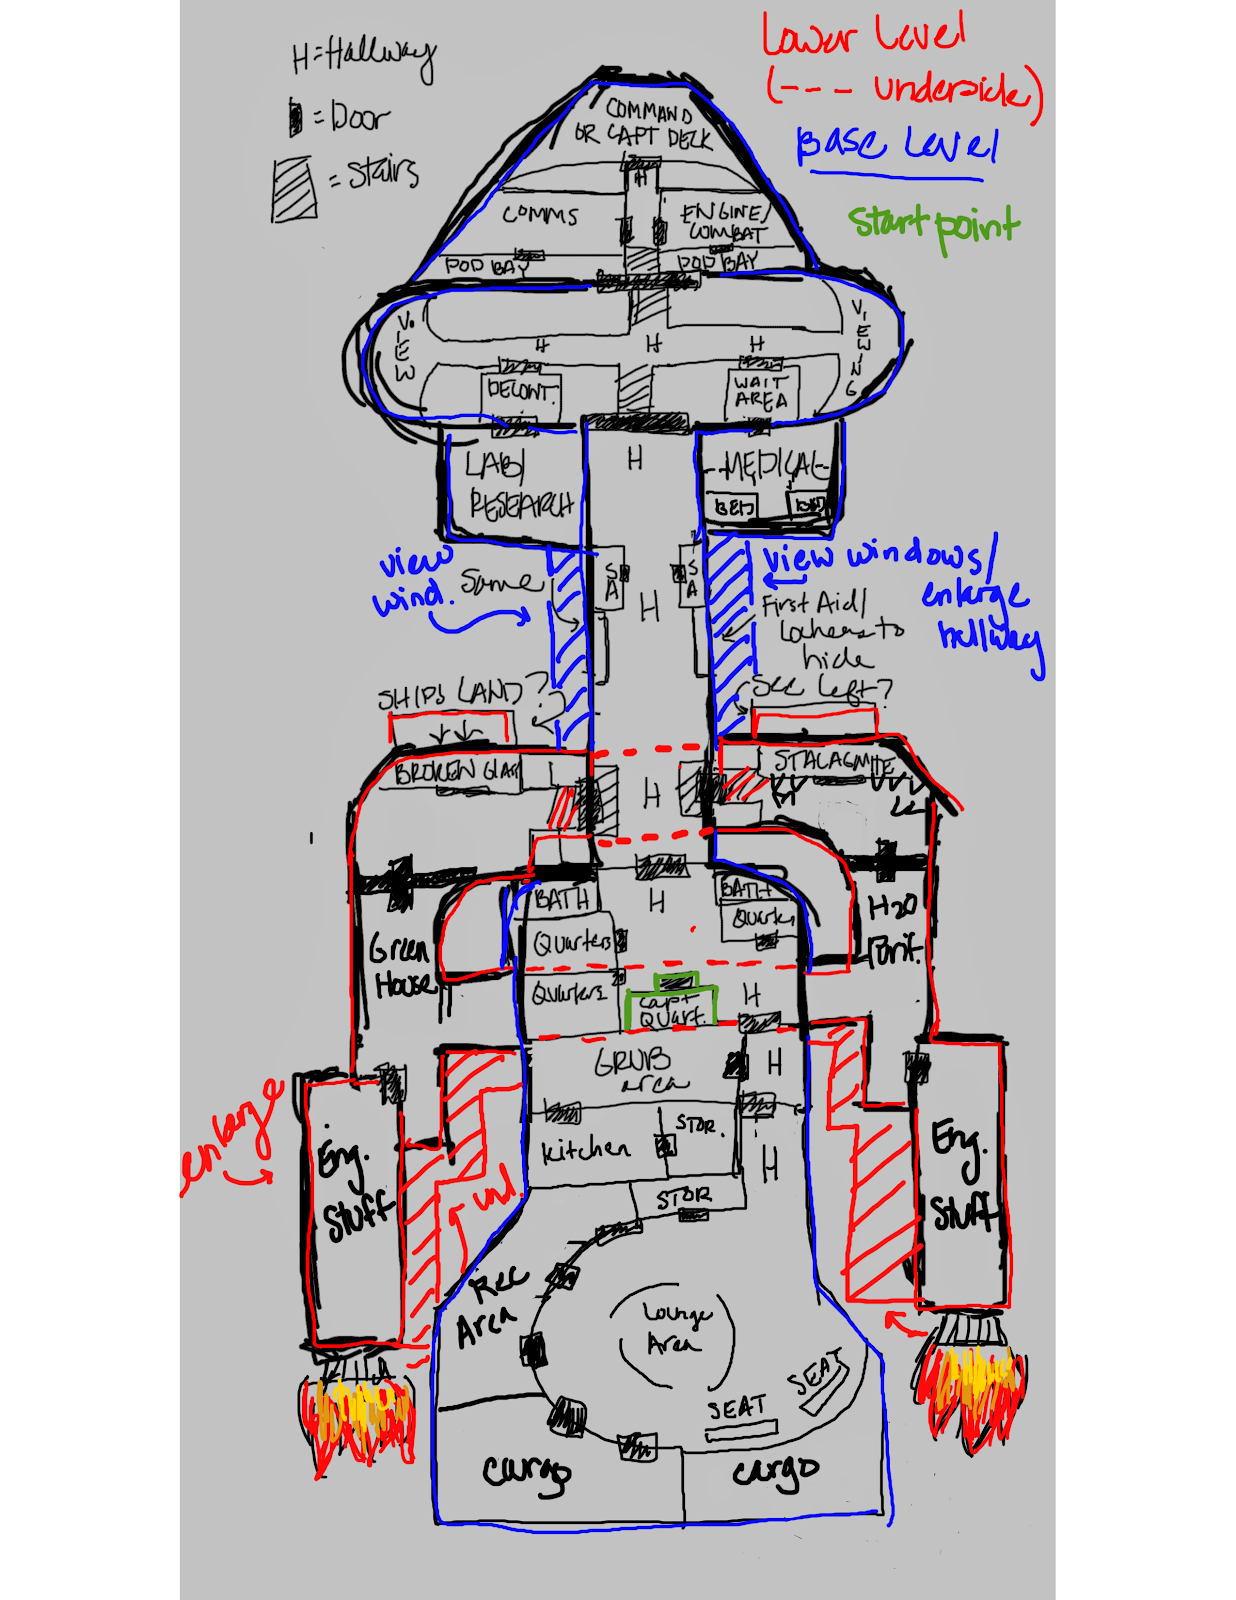 H=Hallway
= Door
= Stairs
Lower Level
(--- underside)
Base Level
start point
COMMAND
OR CAPT DECK
H
COMMS
ENGINE/
COMBAT
POD BAY
POD BAY
VIEW
VIEWING
H
H
H
DECONT.
WAIT
AREA
LAB/
RESEARCH
H
--MEDICAL--
BED
BED
view
wind.
Same
SA
SA
H
view windows/
enlarge
hallway
First Aid/
Lockers to
hide
SHIPS LAND?
?
See left?
BROKEN GLASS
H
STALAGMITE
BATH
H
BATH
Green
House
Quarters
Quarters
H2O
Purif.
Quarters
Capt
Quart.
H
GRUB
area
H
enlarge
Eng.
Stuff
Kitchen
STOR.
H
Eng.
Stuff
und.
STOR
Rec
Area
Lounge
Area
SEAT
SEAT
cargo
cargo